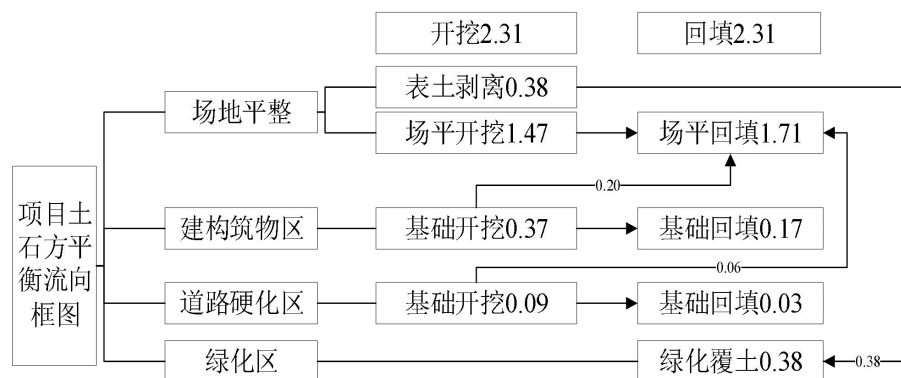 开挖2.31
回填2.31
表土剥离0.38
场地平整
场平开挖1.47
场平回填1.71
0.20
项目土
石方平
衡流向
框图
建构筑物区
基础开挖0.37
基础回填0.17
0.06
道路硬化区
基础开挖0.09
基础回填0.03
绿化区
绿化覆土0.38
0.38